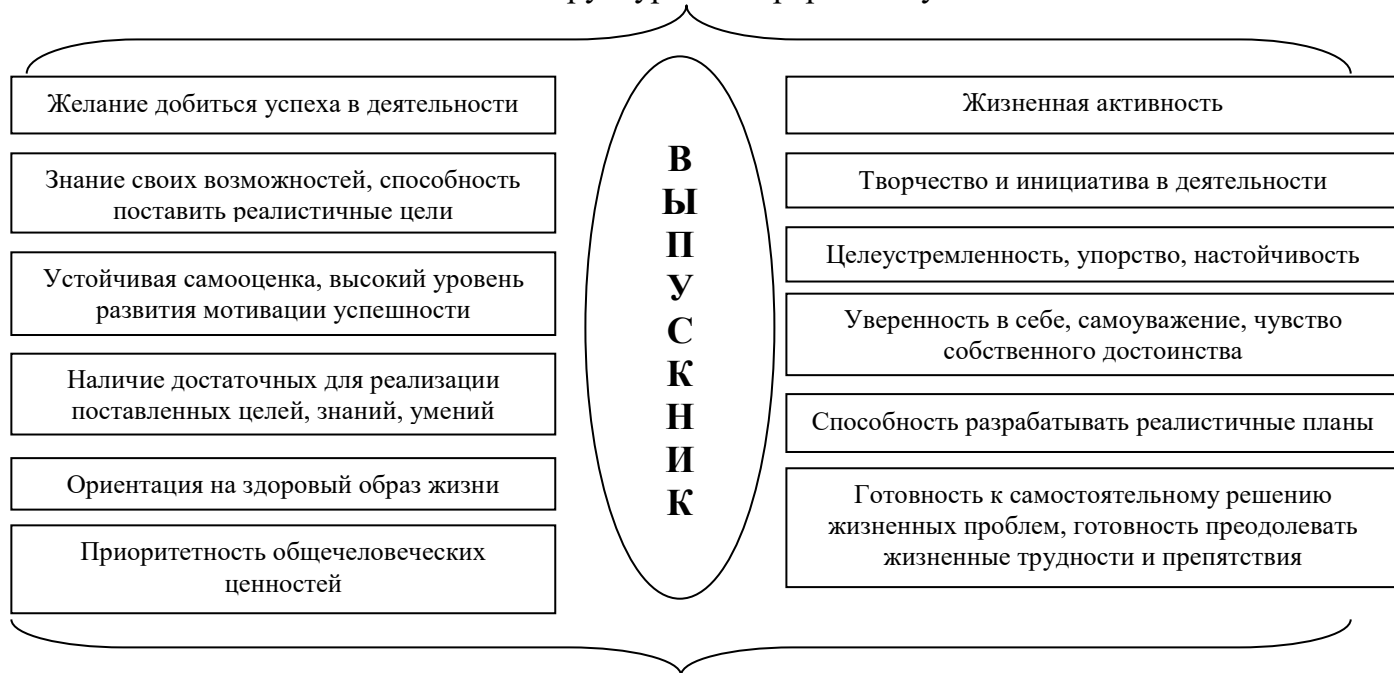 Желание добиться успеха в деятельности
Знание своих возможностей, способность
поставить реалистичные цели
Устойчивая самооценка, высокий уровень
развития мотивации успешности
Наличие достаточных для реализации
поставленных целей, знаний, умений
Ориентация на здоровый образ жизни
Приоритетность общечеловеческих
ценностей
В
Ы
П
У
С
К
Н
И
К
Жизненная активность
Творчество и инициатива в деятельности
Целеустремленность, упорство, настойчивость
Уверенность в себе, самоуважение, чувство
собственного достоинства
Способность разрабатывать реалистичные планы
Готовность к самостоятельному решению
жизненных проблем, готовность преодолевать
жизненные трудности и препятствия